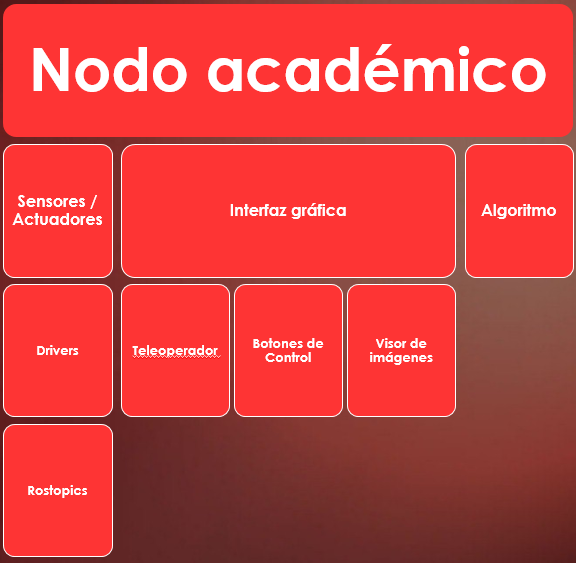 Nodo académico
Sensores /
Actuadores
Interfaz gráfica
Algoritmo
Drivers
Teleoperador
Botones de
Control
Visor de
imágenes
Rostopics